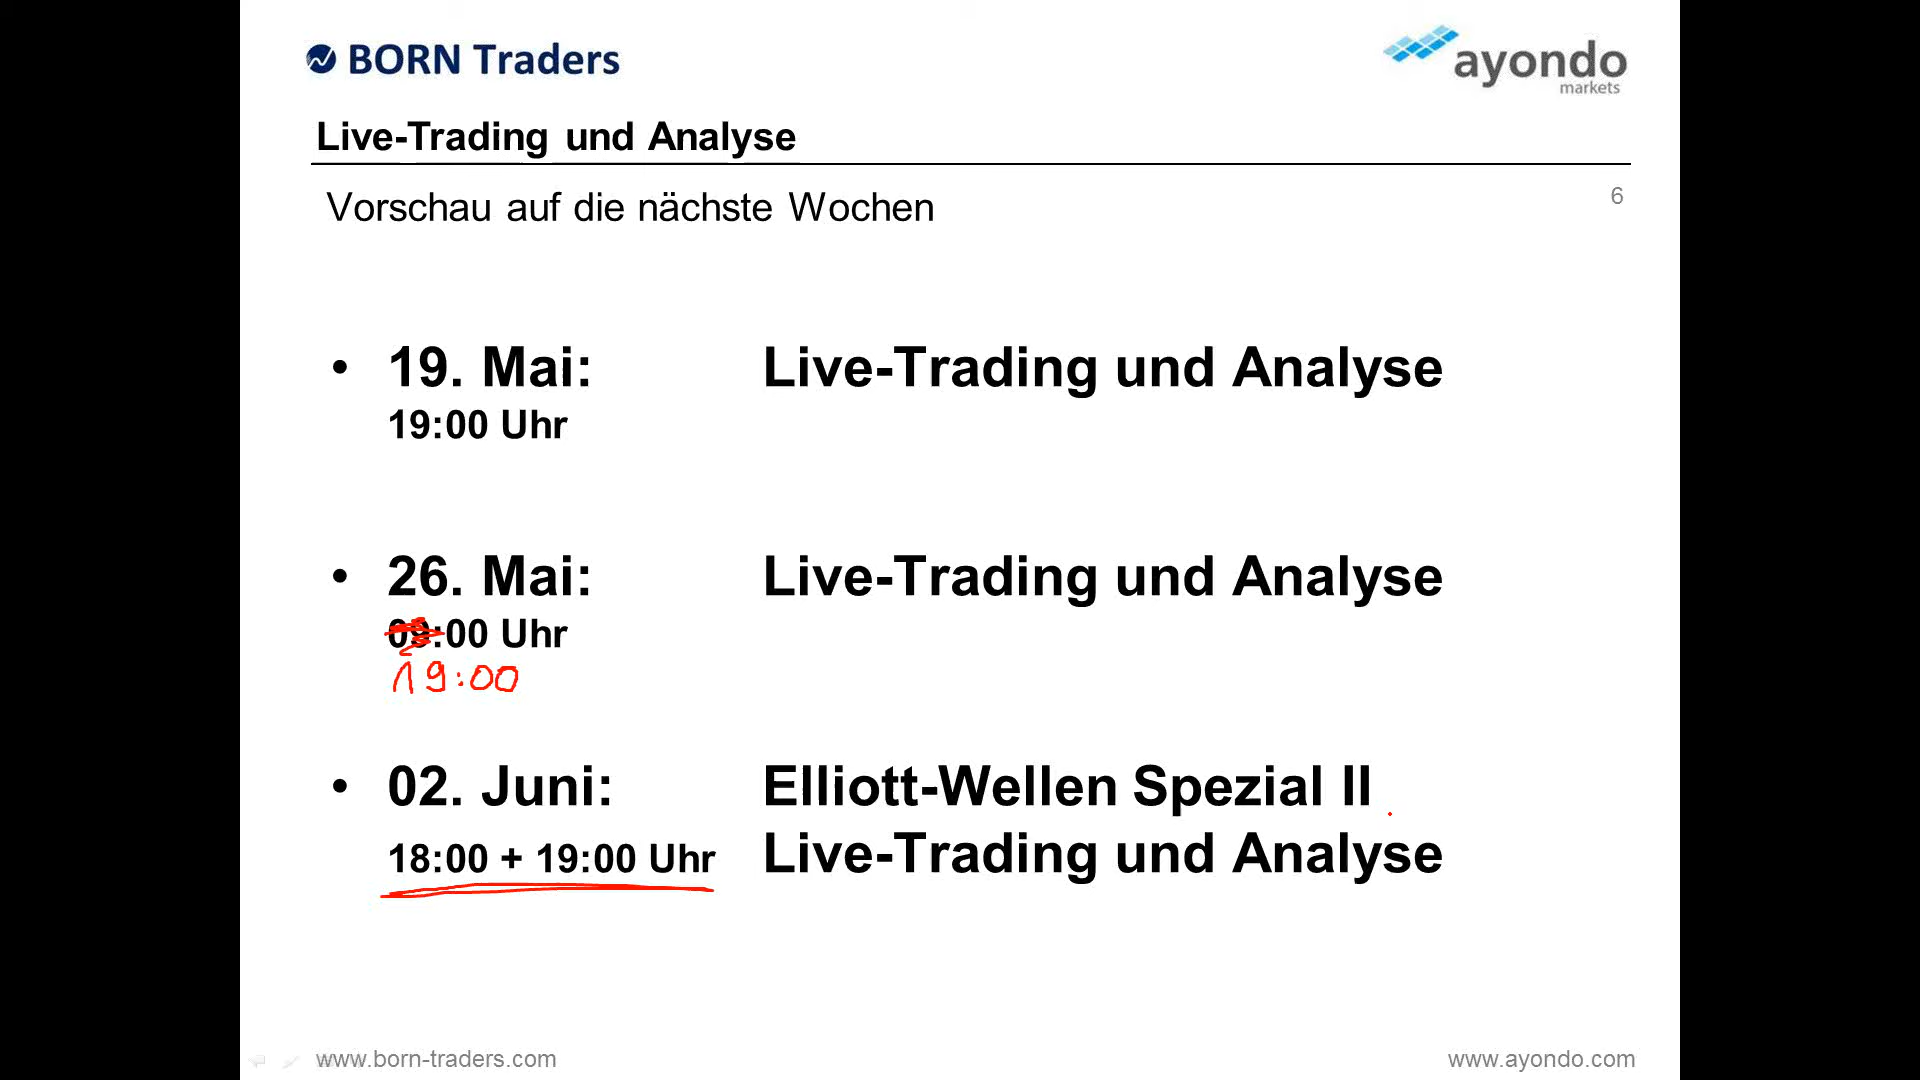 BORN Traders
ayondo
markets
Live-Trading und Analyse
Vorschau auf die nächste Wochen
6
• 19. Mai: Live-Trading und Analyse
19:00 Uhr
• 26. Mai: Live-Trading und Analyse
09:00 Uhr
19:00
• 02. Juni: Elliott-Wellen Spezial II
18:00 + 19:00 Uhr Live-Trading und Analyse
www.born-traders.com
www.ayondo.com